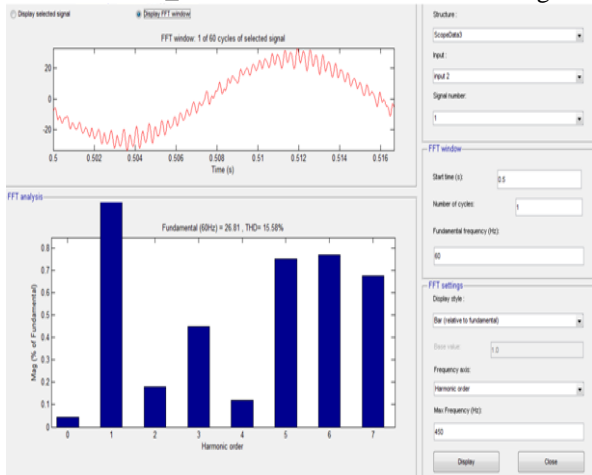 Display selected signal
Display FFT window
FFT window: 1 of 60 cycles of selected signal
20
0
-20
0.5 0.502 0.504 0.506 0.508 0.51 0.512 0.514 0.516
Time (s)
FFT analysis
Fundamental (60Hz) = 26.81 , THD= 15.58%
Mag (% of Fundamental)
0.8
0.7
0.6
0.5
0.4
0.3
0.2
0.1
0
0 1 2 3 4 5 6 7
Harmonic order
Structure :
ScopeData3
Input :
input 2
Signal number:
1
FFT window
Start time (s):
0.5
Number of cycles:
1
Fundamental frequency (Hz):
60
FFT settings
Display style :
Bar (relative to fundamental)
Base value:
1.0
Frequency axis:
Harmonic order
Max Frequency (Hz):
450
Display
Close